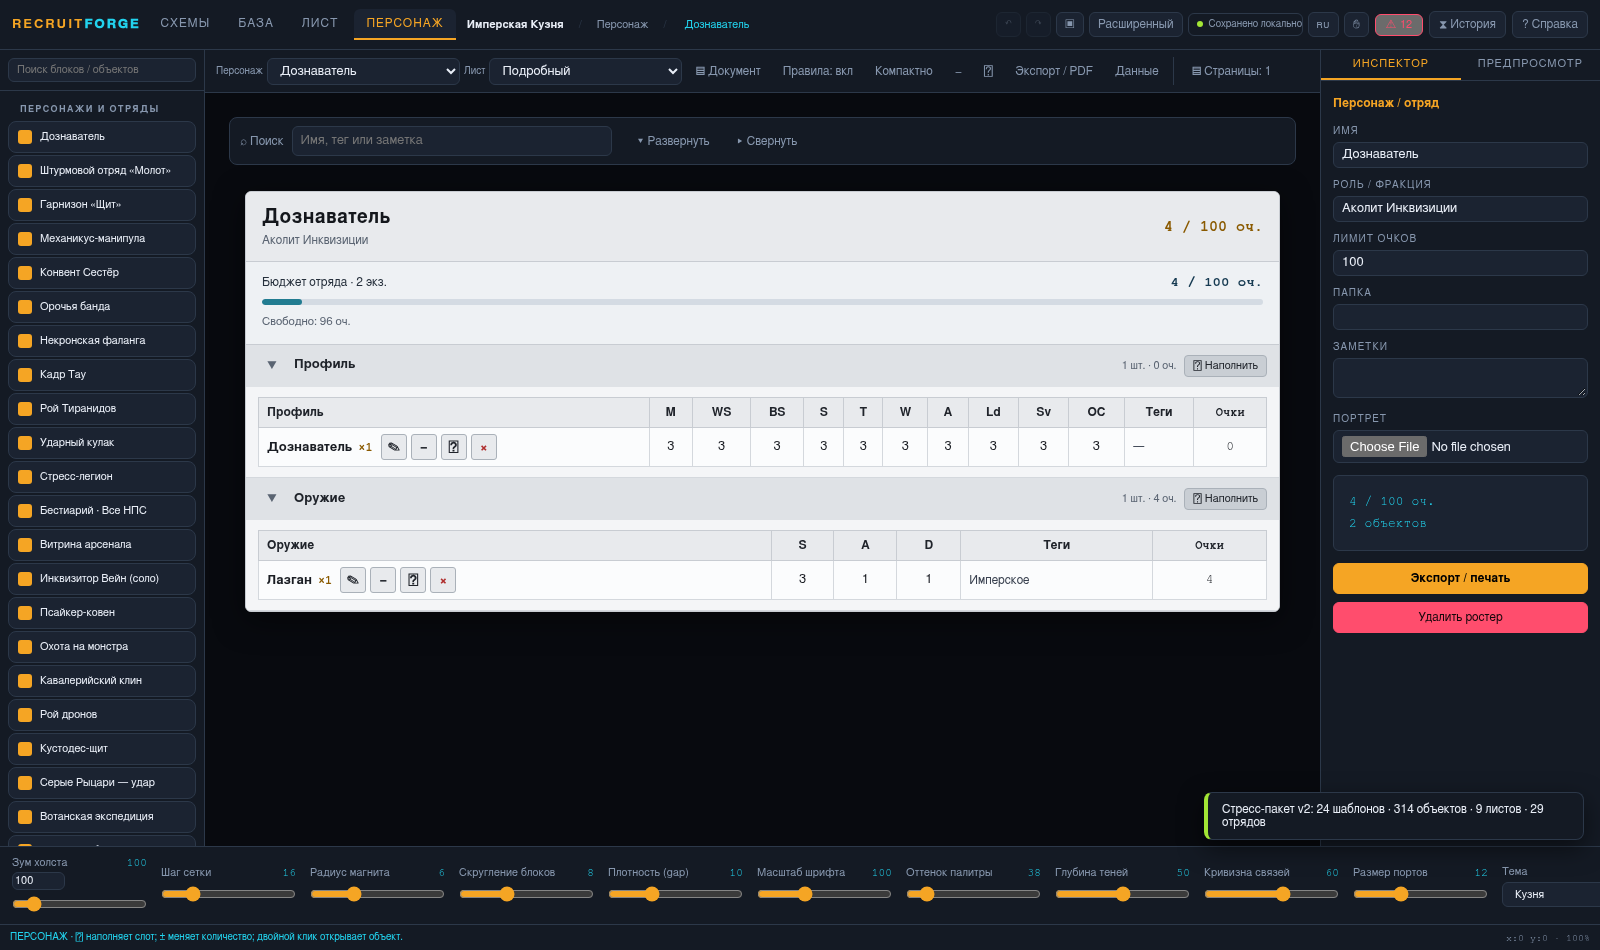 RECRUITFORGE СХЕМЫ БАЗА ЛИСТ ПЕРСОНАЖ Имперская Кузня / Персонаж / Дознаватель Расширенный Сохранено локально RU 12 История ? Справка
Поиск блоков / объектов
ПЕРСОНАЖИ И ОТРЯДЫ
Дознаватель
Штурмовой отряд «Молот»
Гарнизон «Щит»
Механикус-манипула
Конвент Сестёр
Орочья банда
Некронская фаланга
Кадр Тау
Рой Тиранидов
Ударный кулак
Стресс-легион
Бестиарий · Все НПС
Витрина арсенала
Инквизитор Вейн (соло)
Псайкер-ковен
Охота на монстра
Кавалерийский клин
Рой дронов
Кустодес-щит
Серые Рыцари — удар
Вотанская экспедиция
Персонаж Дознаватель Лист Подробный Документ Правила: вкл Компактно − Экспорт / PDF Данные Страницы: 1
Поиск Имя, тег или заметка ▾ Развернуть ▸ Свернуть
Дознаватель
Аколит Инквизиции
4 / 100 оч.
Бюджет отряда · 2 экз. 4 / 100 оч.
Свободно: 96 оч.
▼ Профиль 1 шт. · 0 оч. Наполнить
Профиль M WS BS S T W A Ld Sv OC Теги Очки
Дознаватель ×1 ✎ − × 3 3 3 3 3 3 3 3 3 3 — 0
▼ Оружие 1 шт. · 4 оч. Наполнить
Оружие S A D Теги Очки
Лазган ×1 ✎ − × 3 1 1 Имперское 4
ИНСПЕКТОР ПРЕДПРОСМОТР
Персонаж / отряд
ИМЯ
Дознаватель
РОЛЬ / ФРАКЦИЯ
Аколит Инквизиции
ЛИМИТ ОЧКОВ
100
ПАПКА
ЗАМЕТКИ
ПОРТРЕТ
Choose File No file chosen
4 / 100 оч.
2 объектов
Экспорт / печать
Удалить ростер
Стресс-пакет v2: 24 шаблонов · 314 объектов · 9 листов · 29
отрядов
Зум холста 100
100
Шаг сетки 16
Радиус магнита 6
Скругление блоков 8
Плотность (gap) 10
Масштаб шрифта 100
Оттенок палитры 38
Глубина теней 50
Кривизна связей 60
Размер портов 12
Тема
Кузня
ПЕРСОНАЖ · наполняет слот; ± меняет количество; двойной клик открывает объект. x:0 y:0 · 100%